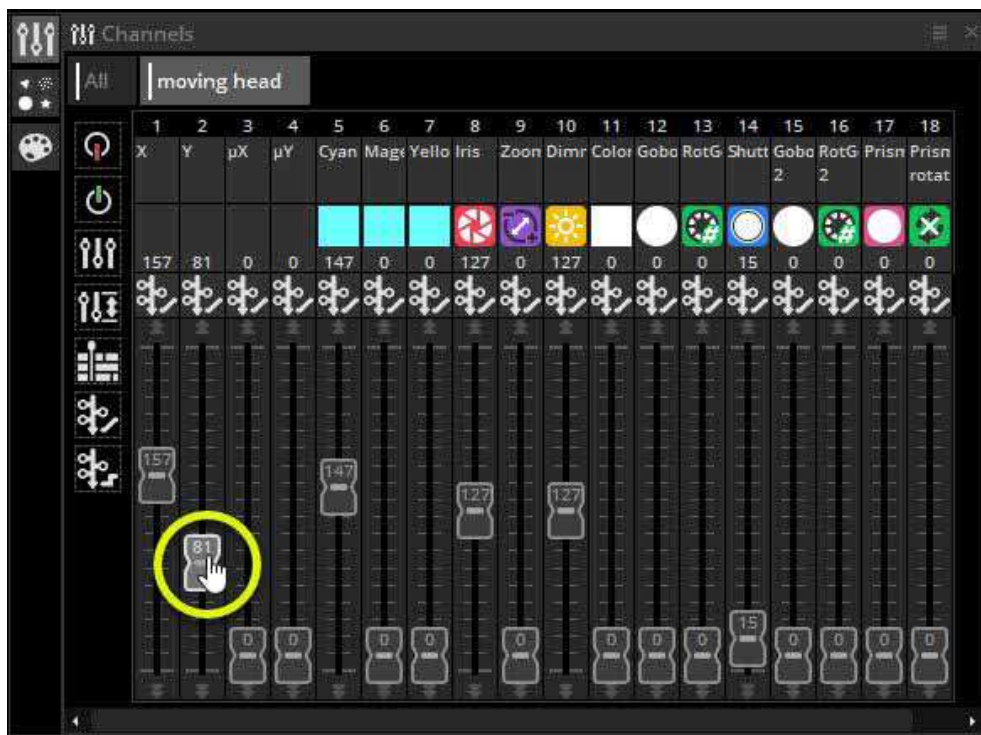 Channels
All
moving head
1 2 3 4 5 6 7 8 9 10 11 12 13 14 15 16 17 18
X Y µX µY Cyan Mage Yello Iris Zoon Dimr Color Gobo RotG Shutt Gobo RotG Prisn Prisn
2 2 rotat
157 81 0 0 147 0 0 127 0 127 0 0 0 15 0 0 0 0
157
147
127 127
81
15
0 0 0 0 0 0 0 0 0 0 0 0